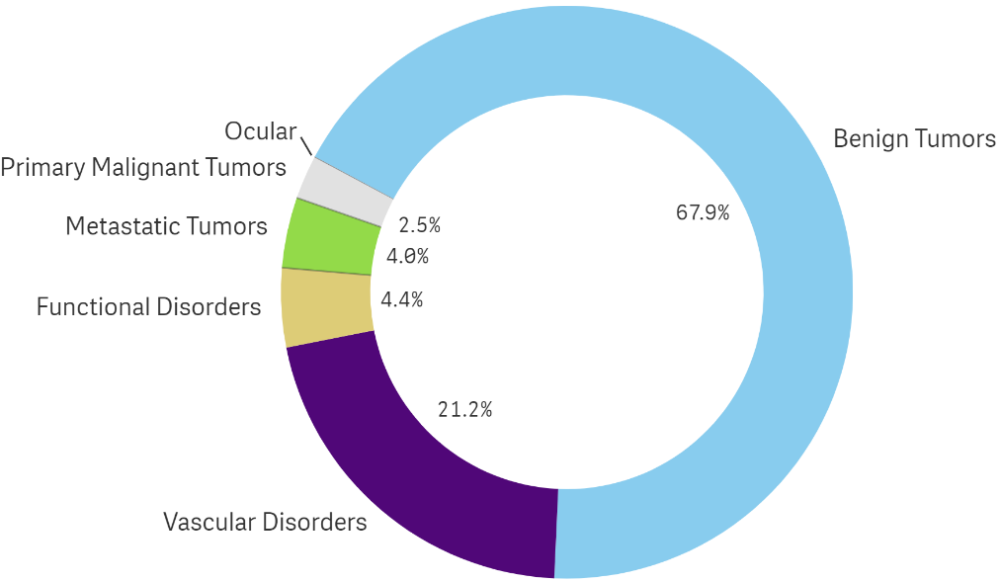 Ocular
Benign Tumors
Primary Malignant Tumors
67.9%
2.5%
Metastatic Tumors
4.0%
4.4%
Functional Disorders
21.2%
Vascular Disorders